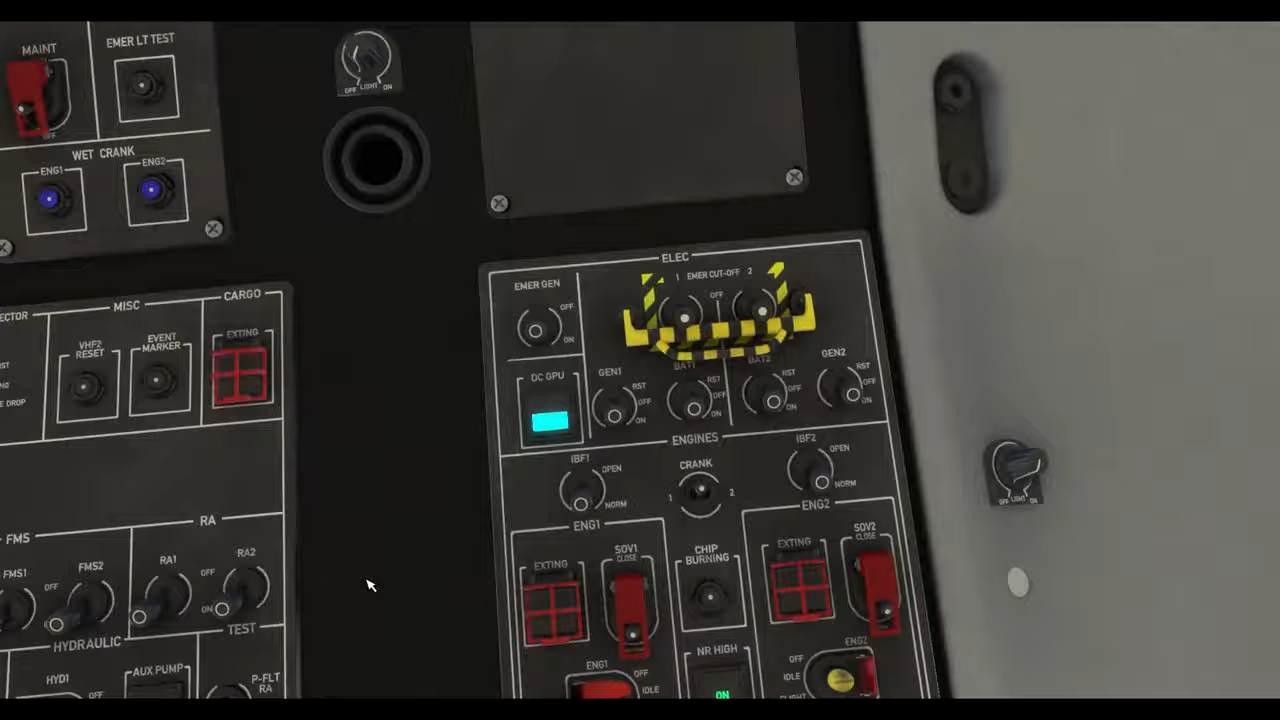 MAINT
OFF
EMER LT TEST
WET CRANK
ENG1
ENG2
OFF LIGHT ON
MISC
CARGO
VHF2
RESET
EVENT
MARKER
EXTING
FMS
FMS1
FMS2
OFF
RA
RA1
RA2
OFF
ON
HYDRAULIC
HYD1
OFF
AUX PUMP
TEST
P-FLT
RA
ELEC
EMER GEN
OFF
ON
1 EMER CUT-OFF 2
OFF
DC GPU
GEN1
RST
OFF
ON
BAT1
RST
OFF
ON
BAT2
RST
OFF
ON
GEN2
RST
OFF
ON
ENGINES
IBF1
OPEN
NORM
CRANK
1 2
IBF2
OPEN
NORM
ENG1
EXTING
SOV1
CLOSE
CHIP
BURNING
ENG2
EXTING
SOV2
CLOSE
ENG1
OFF
IDLE
NR HIGH
ON
ENG2
OFF
IDLE
OFF LIGHT ON